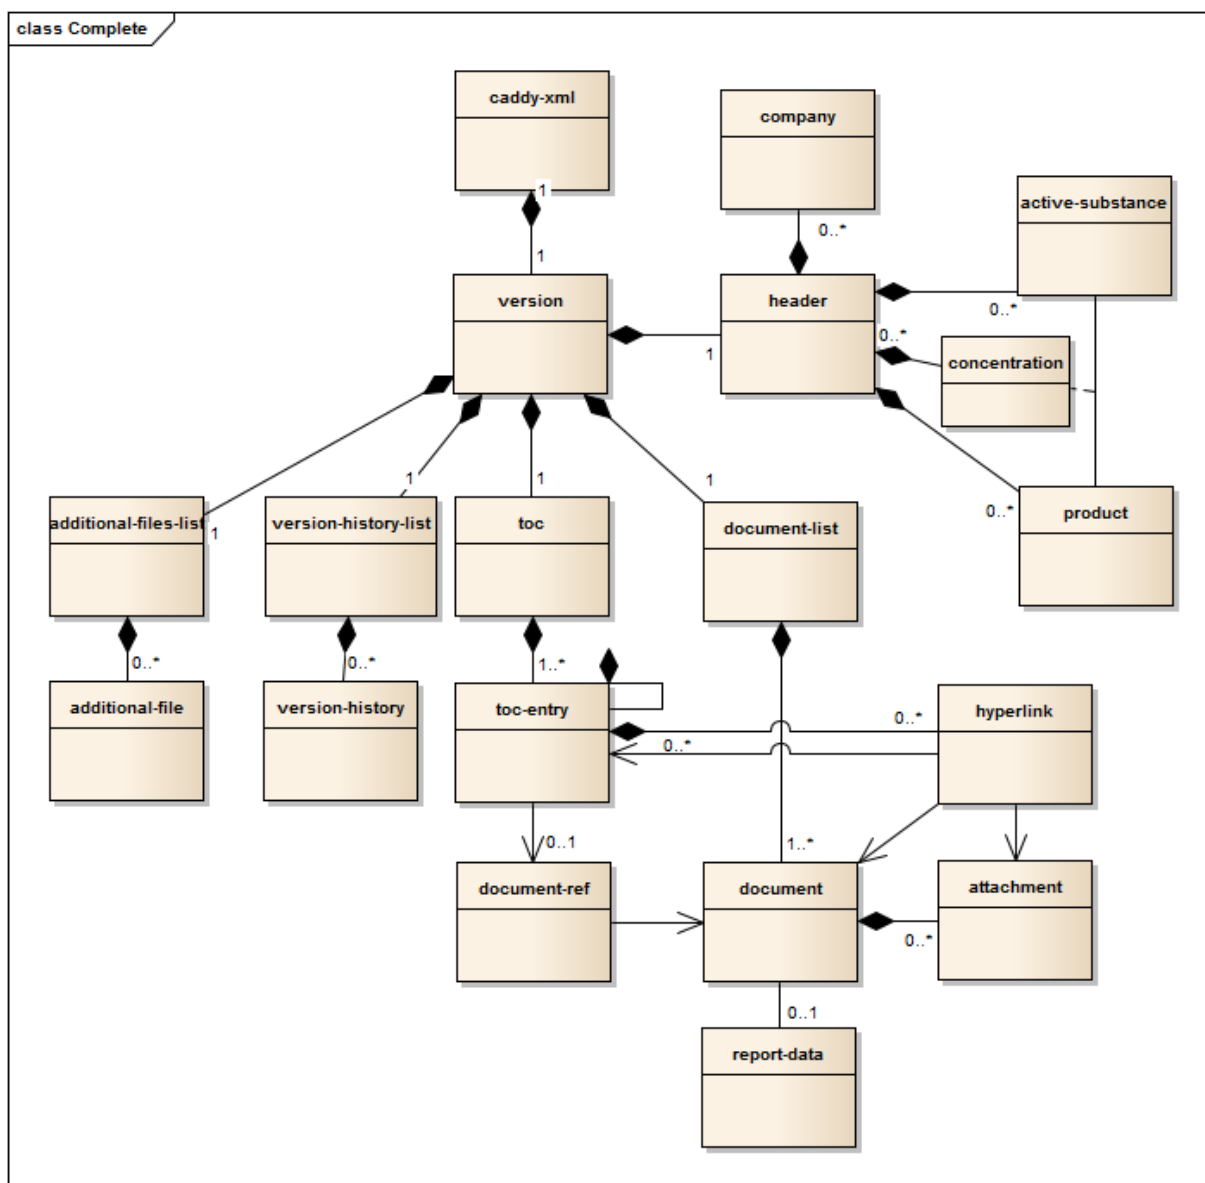 class Complete
caddy-xml
company
active-substance
1
0..*
1
version
header
0..*
0..*
1
concentration
1
1
1
1
0..*
additional-files-list
version-history-list
toc
document-list
product
0..*
0..*
1..*
additional-file
version-history
toc-entry
hyperlink
0..*
0..*
0..1
1..*
document-ref
document
attachment
0..*
0..1
report-data